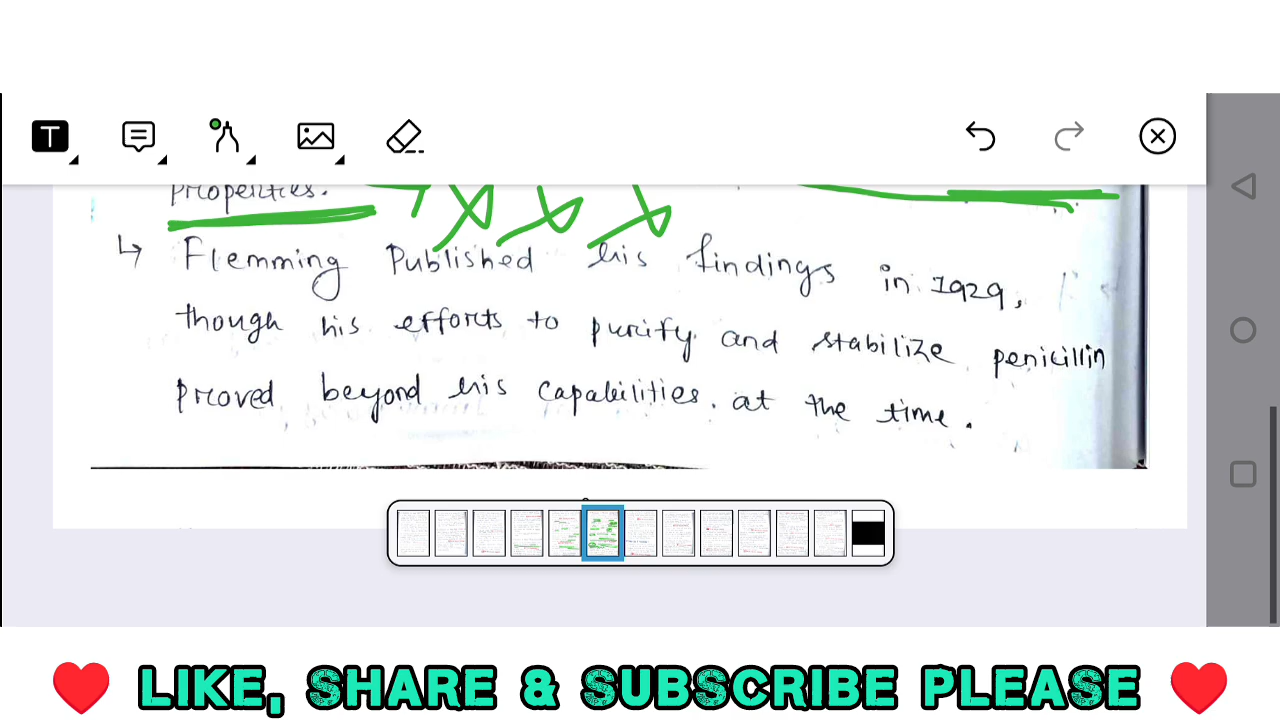 T
properties.
↳ Flemming Published his findings in 1929,
though his efforts to purify and stabilize penicillin
proved beyond his capabilities. at the time.
LIKE, SHARE & SUBSCRIBE PLEASE